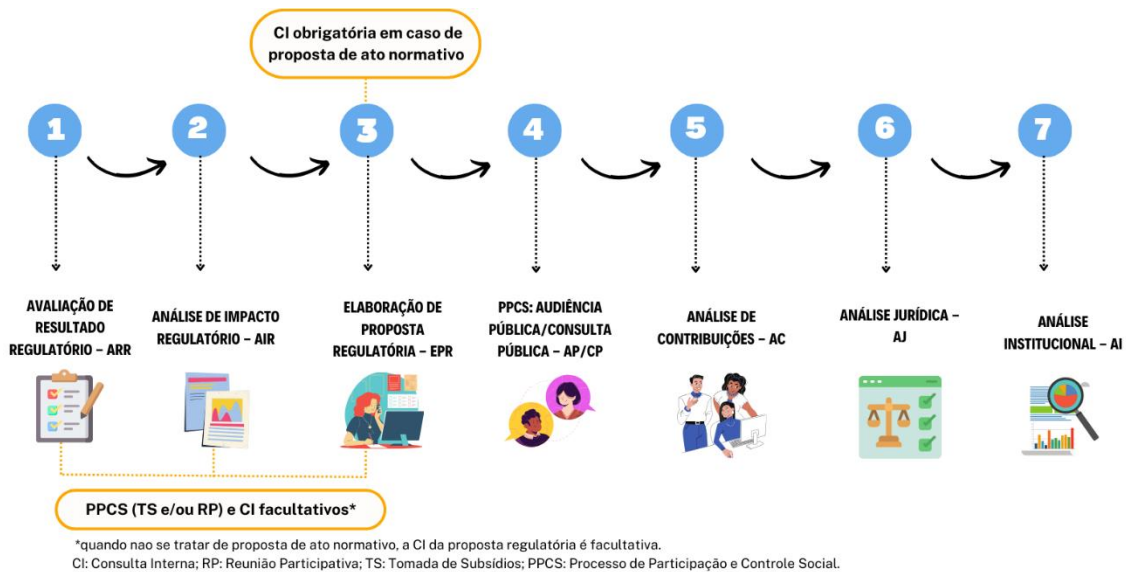 CI obrigatória em caso de
proposta de ato normativo
1
2
3
4
5
6
7
AVALIAÇÃO DE
RESULTADO
REGULATÓRIO – ARR
ANÁLISE DE IMPACTO
REGULATÓRIO – AIR
ELABORAÇÃO DE
PROPOSTA
REGULATÓRIA – EPR
PPCS: AUDIÊNCIA
PÚBLICA/CONSULTA
PÚBLICA – AP/CP
ANÁLISE DE
CONTRIBUIÇÕES – AC
ANÁLISE JURÍDICA –
AJ
ANÁLISE
INSTITUCIONAL – AI
PPCS (TS e/ou RP) e CI facultativos*
*quando nao se tratar de proposta de ato normativo, a CI da proposta regulatória é facultativa.
CI: Consulta Interna; RP: Reunião Participativa; TS: Tomada de Subsídios; PPCS: Processo de Participação e Controle Social.